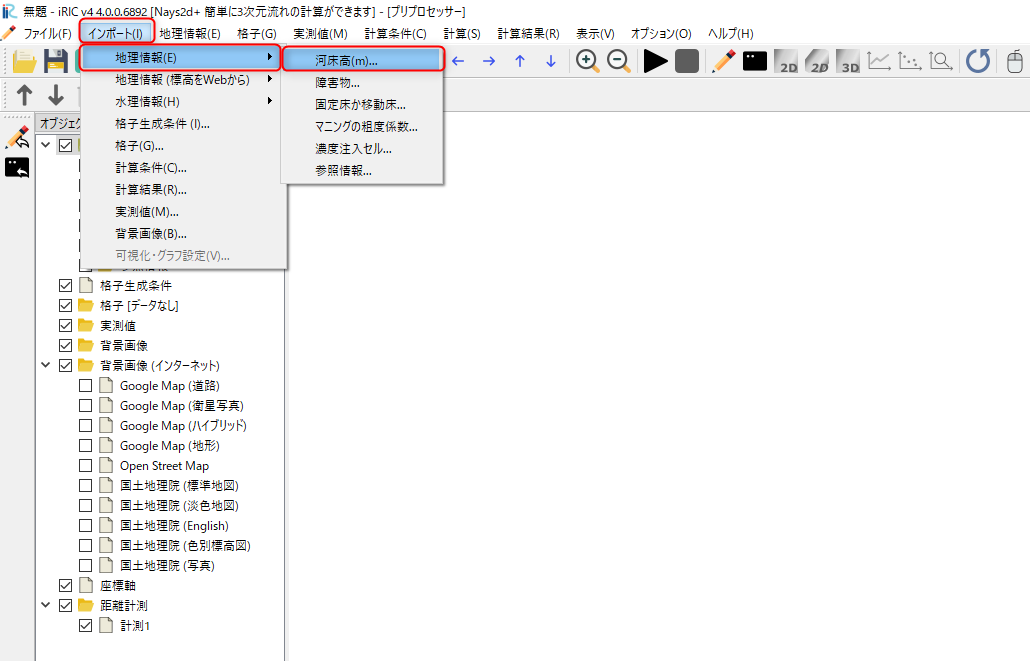 無題 - iRIC v4 4.0.0.6892 [Nays2d+ 簡単に3次元流れの計算ができます] - [プリプロセッサー]
ファイル(F) インポート(I) 地理情報(E) 格子(G) 実測値(M) 計算条件(C) 計算(S) 計算結果(R) 表示(V) オプション(O) ヘルプ(H)
2D 2D 3D
オブジェク
地理情報(E)
地理情報 (標高をWebから)
水理情報(H)
格子生成条件 (I)...
格子(G)...
計算条件(C)...
計算結果(R)...
実測値(M)...
背景画像(B)...
可視化・グラフ設定(V)...
河床高(m)...
障害物...
固定床か移動床...
マニングの粗度係数...
濃度注入セル...
参照情報...
格子生成条件
格子 [データなし]
実測値
背景画像
背景画像 (インターネット)
Google Map (道路)
Google Map (衛星写真)
Google Map (ハイブリッド)
Google Map (地形)
Open Street Map
国土地理院 (標準地図)
国土地理院 (淡色地図)
国土地理院 (English)
国土地理院 (色別標高図)
国土地理院 (写真)
座標軸
距離計測
計測1